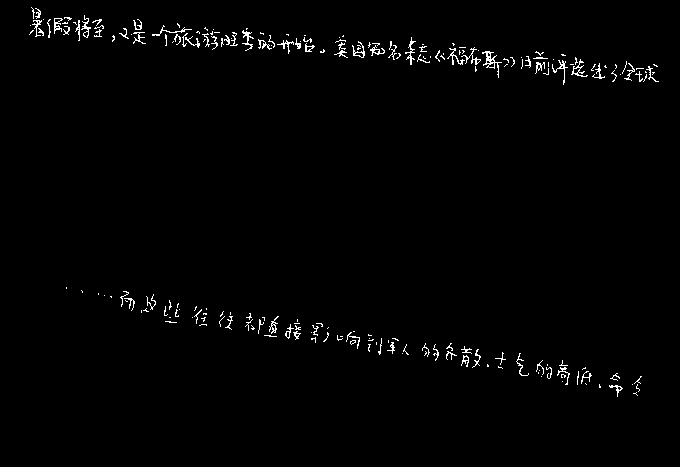 暑假将至，又是一个旅游旺季的开始。美国知名杂志《福布斯》日前评选出了全球
……而这些往往都直接影响到军人的条散、士气的高低、命令